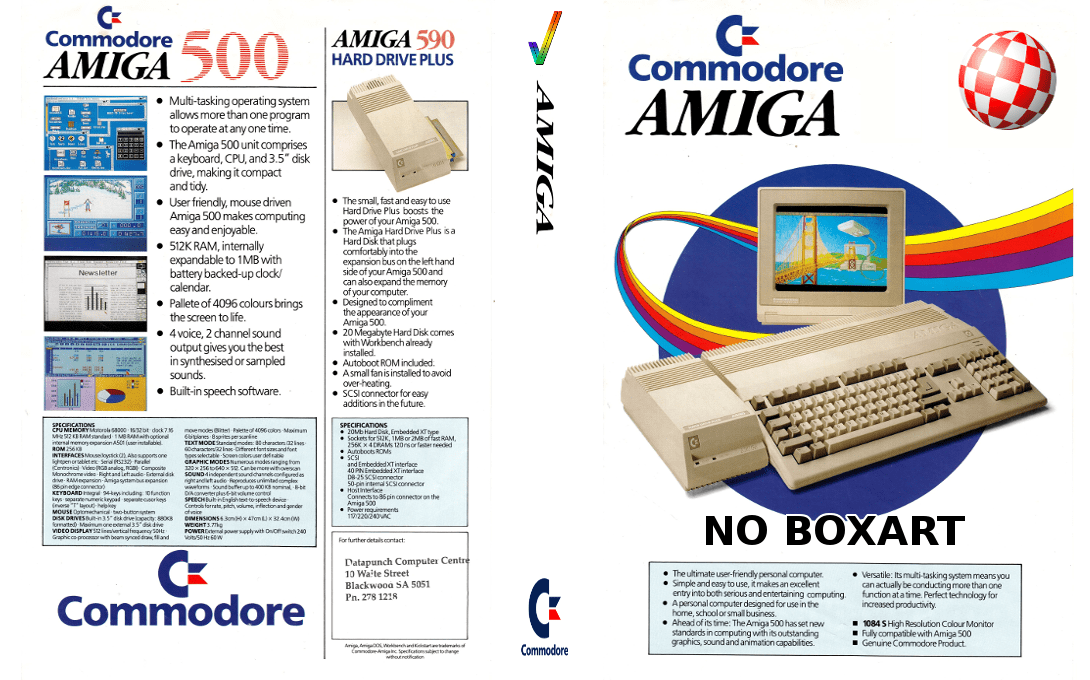 Commodore
AMIGA 500
Multi-tasking operating system
allows more than one program
to operate at any one time.
The Amiga 500 unit comprises
a keyboard, CPU, and 3.5" disk
drive, making it compact
and tidy.
User friendly, mouse driven
Amiga 500 makes computing
easy and enjoyable.
512K RAM, internally
expandable to 1MB with
battery backed-up clock/
calendar.
Pallete of 4096 colours brings
the screen to life.
4 voice, 2 channel sound
output gives you the best
in synthesised or sampled
sounds.
Built-in speech software.
Newsletter
SPECIFICATIONS
CPU MEMORY Motorola 68000 · 16/32 bit · clock 7.16
MHz 512 KB RAM standard · 1 MB RAM with optional
internal memory expansion A501 (user installable).
ROM 256 KB
INTERFACES Mouse/joystick (2). Also supports one
lightpen or tablet etc · Serial (RS232) · Parallel
(Centronics) · Video (RGB analog, RGBI) · Composite
Monochrome video · Right and Left audio · External disk
drive · RAM expansion · Amiga system bus expansion
(86 pin edge connector)
KEYBOARD Integral · 94-keys including: 10 function
keys · separate numeric keypad · separate cusor keys
(Inverse "T" layout) · help key
MOUSE Optomechanical · two-button system
DISK DRIVES Built-in 3.5" disk drive (capacity: 880KB
formatted) · Maximum one external 3.5" disk drive
VIDEO DISPLAY 512 lines/vertical frequency 50Hz ·
Graphic co-processor with beam synced draw, fill and
move modes (Blitter) · Palette of 4096 colors · Maximum
6 bitplanes · 8 sprites per scanline
TEXT MODE Standard modes: 80 characters /32 lines
60 characters/32 lines · Different font sizes and font
types selectable · Screen colors user definable
GRAPHIC MODES Numerous modes ranging from
320 × 256 to 640 × 512. Can be more with overscan
SOUND 4 independent sound channels configured as
right and left audio · Reproduces unlimited complex
waveforms · Sound buffer up to 400 KB nominal, · 8-bit
D/A converter plus 6-bit volume control
SPEECH Built-in English text-to-speech device ·
Controls for rate, pitch, volume, inflection and gender
of voice
DIMENSIONS 6.3cm (H) × 47cm (L) × 32.4cm (W)
WEIGHT 3.77kg
POWER External power supply with On/Off switch 240
Volts/50 Hz 60 W
Commodore
AMIGA 590
HARD DRIVE PLUS
The small, fast and easy to use
Hard Drive Plus boosts the
power of your Amiga 500.
The Amiga Hard Drive Plus is a
Hard Disk that plugs
comfortably into the
expansion bus on the left hand
side of your Amiga 500 and
can also expand the memory
of your computer.
Designed to compliment
the appearance of your
Amiga 500.
20 Megabyte Hard Disk comes
with Workbench already
installed.
Autoboot ROM included.
A small fan is installed to avoid
over-heating.
SCSI connector for easy
additions in the future.
SPECIFICATIONS
20Mb Hard Disk, Embedded XT type
Sockets for 512K, 1MB or 2MB of fast RAM,
256K × 4 DRAMs 120 ns or faster needed
Autoboots ROMs
SCSI
and Embedded XT interface
40 PIN Embedded XT interface
DB-25 SCSI connector
50-pin internal SCSI connector
Host Interface
Connects to 86 pin connector on the
Amiga 500
Power requirements
117/220/240 VAC
For further details contact:
Datapunch Computer Centre
10 Waite Street
Blackwood SA 5051
Pn. 278 1218
Amiga, Amiga DOS, Workbench and Kickstart are trademarks of
Commodore-Amiga Inc. Specifications subject to change
without notification.
AMIGA
Commodore
Commodore
AMIGA
NO BOXART
The ultimate user-friendly personal computer.
Simple and easy to use, it makes an excellent
entry into both serious and entertaining computing.
A personal computer designed for use in the
home, school or small business.
Ahead of its time: The Amiga 500 has set new
standards in computing with its outstanding
graphics, sound and animation capabilities.
Versatile: Its multi-tasking system means you
can actually be conducting more than one
function at a time. Perfect technology for
increased productivity.
1084 S High Resolution Colour Monitor
Fully compatible with Amiga 500
Genuine Commodore Product.